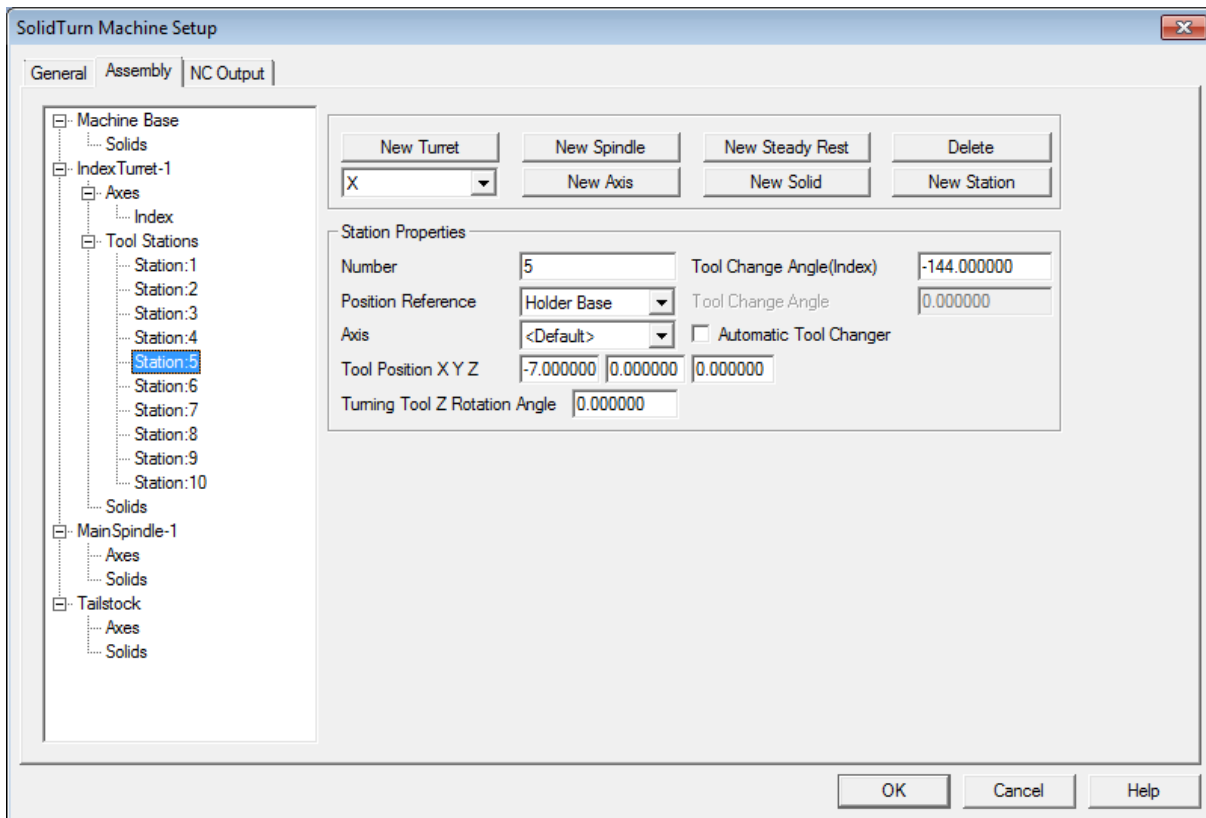 SolidTurn Machine Setup
General Assembly NC Output
Machine Base
Solids
IndexTurret-1
Axes
Index
Tool Stations
Station:1
Station:2
Station:3
Station:4
Station:5
Station:6
Station:7
Station:8
Station:9
Station:10
Solids
MainSpindle-1
Axes
Solids
Tailstock
Axes
Solids
New Turret New Spindle New Steady Rest Delete
X New Axis New Solid New Station
Station Properties
Number 5 Tool Change Angle(Index) -144.000000
Position Reference Holder Base Tool Change Angle 0.000000
Axis <Default> Automatic Tool Changer
Tool Position X Y Z -7.000000 0.000000 0.000000
Turning Tool Z Rotation Angle 0.000000
OK Cancel Help